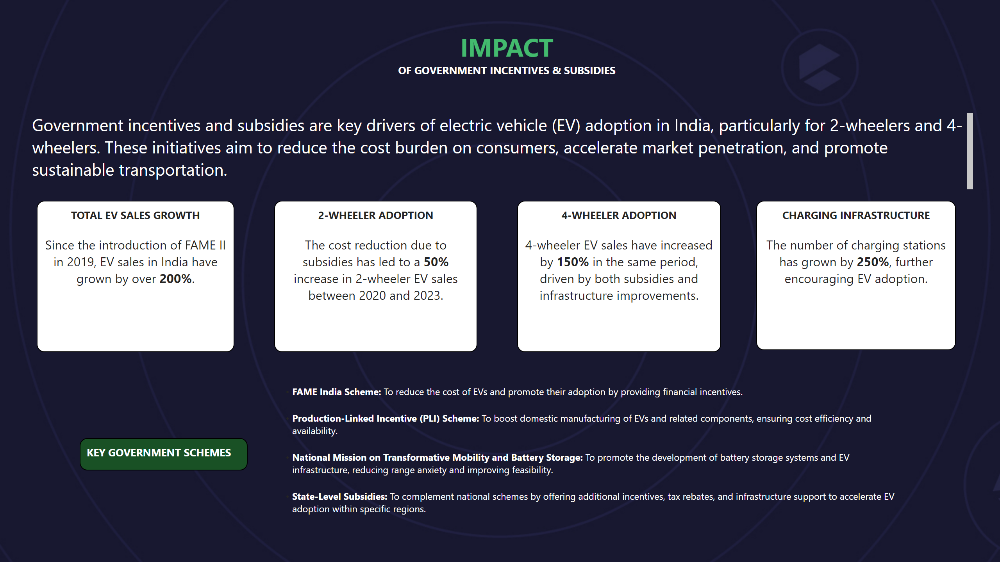 IMPACT
OF GOVERNMENT INCENTIVES & SUBSIDIES
Government incentives and subsidies are key drivers of electric vehicle (EV) adoption in India, particularly for 2-wheelers and 4-
wheelers. These initiatives aim to reduce the cost burden on consumers, accelerate market penetration, and promote
sustainable transportation.
TOTAL EV SALES GROWTH
Since the introduction of FAME II
in 2019, EV sales in India have
grown by over 200%.
2-WHEELER ADOPTION
The cost reduction due to
subsidies has led to a 50%
increase in 2-wheeler EV sales
between 2020 and 2023.
4-WHEELER ADOPTION
4-wheeler EV sales have increased
by 150% in the same period,
driven by both subsidies and
infrastructure improvements.
CHARGING INFRASTRUCTURE
The number of charging stations
has grown by 250%, further
encouraging EV adoption.
KEY GOVERNMENT SCHEMES
FAME India Scheme: To reduce the cost of EVs and promote their adoption by providing financial incentives.
Production-Linked Incentive (PLI) Scheme: To boost domestic manufacturing of EVs and related components, ensuring cost efficiency and
availability.
National Mission on Transformative Mobility and Battery Storage: To promote the development of battery storage systems and EV
infrastructure, reducing range anxiety and improving feasibility.
State-Level Subsidies: To complement national schemes by offering additional incentives, tax rebates, and infrastructure support to accelerate EV
adoption within specific regions.